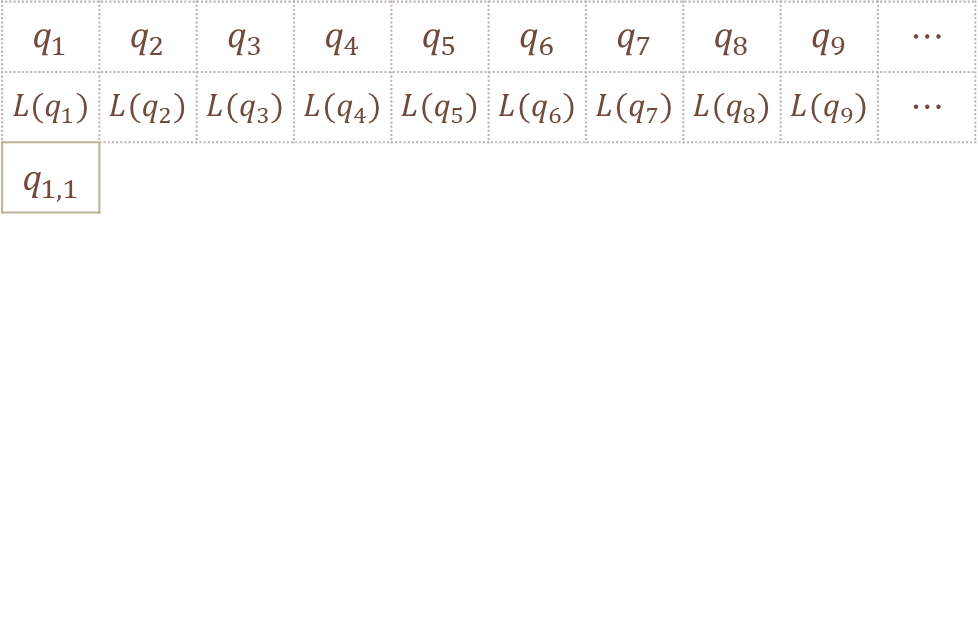 q₁ q₂ q₃ q₄ q₅ q₆ q₇ q₈ q₉ ⋯
L(q₁) L(q₂) L(q₃) L(q₄) L(q₅) L(q₆) L(q₇) L(q₈) L(q₉) ⋯
q₁,₁